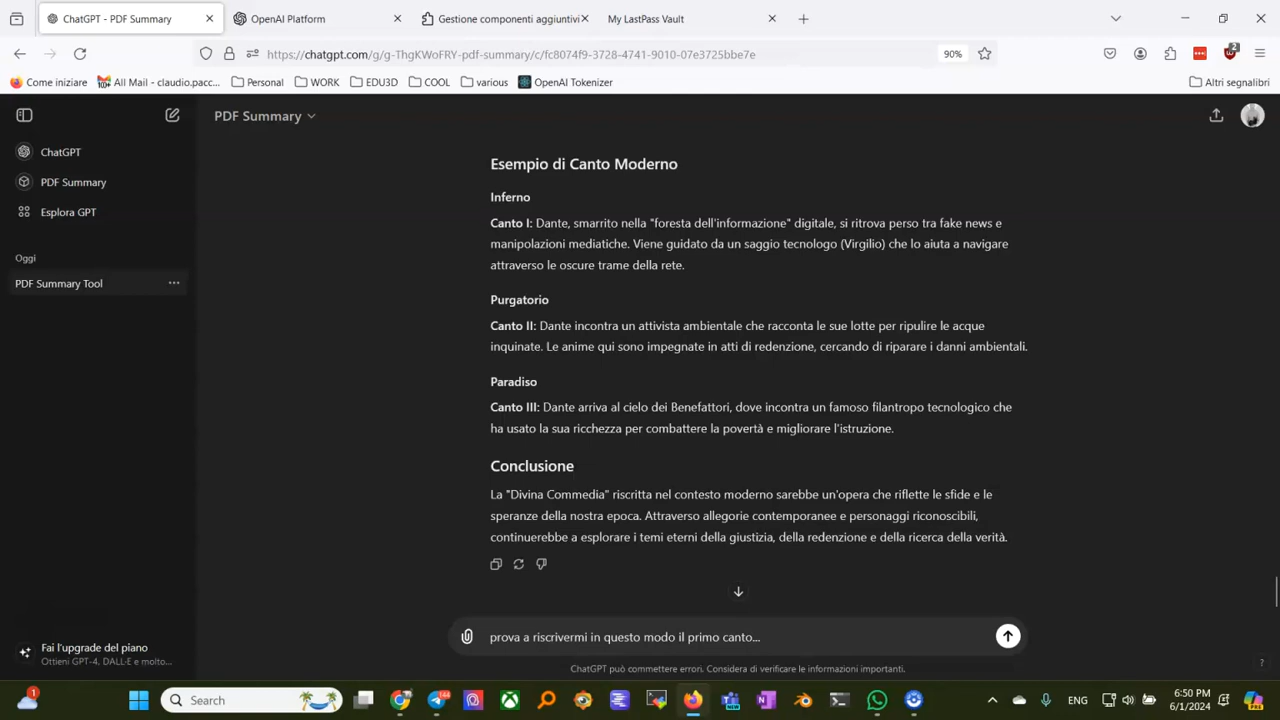 ChatGPT - PDF Summary
OpenAI Platform
Gestione componenti aggiuntivi
My LastPass Vault
https://chatgpt.com/g/g-ThgKWoFRY-pdf-summary/c/fc8074f9-3728-4741-9010-07e3725bbe7e
90%
2
Come iniziare
All Mail - claudio.pacc...
Personal
WORK
EDU3D
COOL
various
OpenAI Tokenizer
Altri segnalibri
PDF Summary
ChatGPT
PDF Summary
Esplora GPT
Oggi
PDF Summary Tool
Esempio di Canto Moderno
Inferno
Canto I: Dante, smarrito nella "foresta dell'informazione" digitale, si ritrova perso tra fake news e
manipolazioni mediatiche. Viene guidato da un saggio tecnologo (Virgilio) che lo aiuta a navigare
attraverso le oscure trame della rete.
Purgatorio
Canto II: Dante incontra un attivista ambientale che racconta le sue lotte per ripulire le acque
inquinate. Le anime qui sono impegnate in atti di redenzione, cercando di riparare i danni ambientali.
Paradiso
Canto III: Dante arriva al cielo dei Benefattori, dove incontra un famoso filantropo tecnologico che
ha usato la sua ricchezza per combattere la povertà e migliorare l'istruzione.
Conclusione
La "Divina Commedia" riscritta nel contesto moderno sarebbe un'opera che riflette le sfide e le
speranze della nostra epoca. Attraverso allegorie contemporanee e personaggi riconoscibili,
continuerebbe a esplorare i temi eterni della giustizia, della redenzione e della ricerca della verità.
prova a riscrivermi in questo modo il primo canto...
ChatGPT può commettere errori. Considera di verificare le informazioni importanti.
?
Fai l'upgrade del piano
Ottieni GPT-4, DALL·E e molto...
1
Search
ENG
6:50 PM
6/1/2024